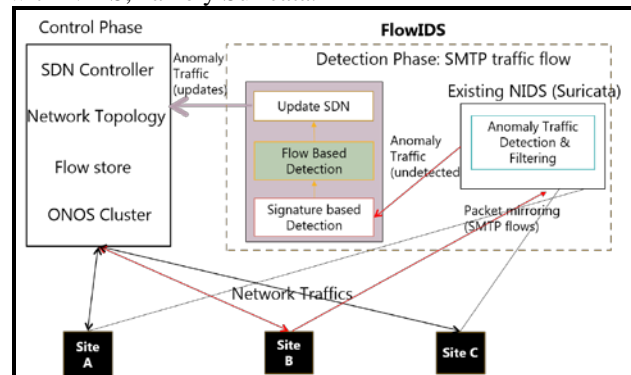 Control Phase
SDN Controller
Network Topology
Flow store
ONOS Cluster
Anomaly
Traffic
(updates)
FlowIDS
Detection Phase: SMTP traffic flow
Update SDN
Flow Based
Detection
Signature based
Detection
Anomaly
Traffic
(undetected
Existing NIDS (Suricata)
Anomaly Traffic
Detection &
Filtering
Packet mirroring
(SMTP flows)
Network Traffics
Site
A
Site
B
Site C